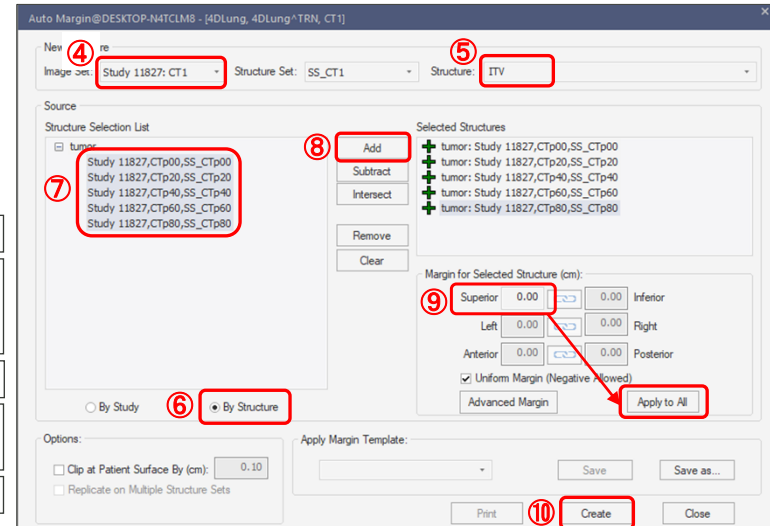 Auto Margin@DESKTOP-N4TCLM8 - [4DLung, 4DLung^TRN, CT1]
④ ⑤
Image Set: Study 11827: CT1 Structure Set: SS_CT1 Structure: ITV
Source
Structure Selection List Selected Structures
tumor ⑧ Add tumor: Study 11827,CTp00,SS_CTp00
Study 11827,CTp00,SS_CTp00 tumor: Study 11827,CTp20,SS_CTp20
Study 11827,CTp20,SS_CTp20 Subtract tumor: Study 11827,CTp40,SS_CTp40
⑦ Study 11827,CTp40,SS_CTp40 Intersect tumor: Study 11827,CTp60,SS_CTp60
Study 11827,CTp60,SS_CTp60 tumor: Study 11827,CTp80,SS_CTp80
Study 11827,CTp80,SS_CTp80
Remove
Clear
Margin for Selected Structure (cm):
⑨ Superior 0.00 0.00 Inferior
Left 0.00 0.00 Right
Anterior 0.00 0.00 Posterior
Uniform Margin (Negative Allowed)
By Study ⑥ By Structure Advanced Margin Apply to All
Options: Apply Margin Template:
Clip at Patient Surface By (cm): 0.10 Save Save as...
Replicate on Multiple Structure Sets
Print ⑩ Create Close